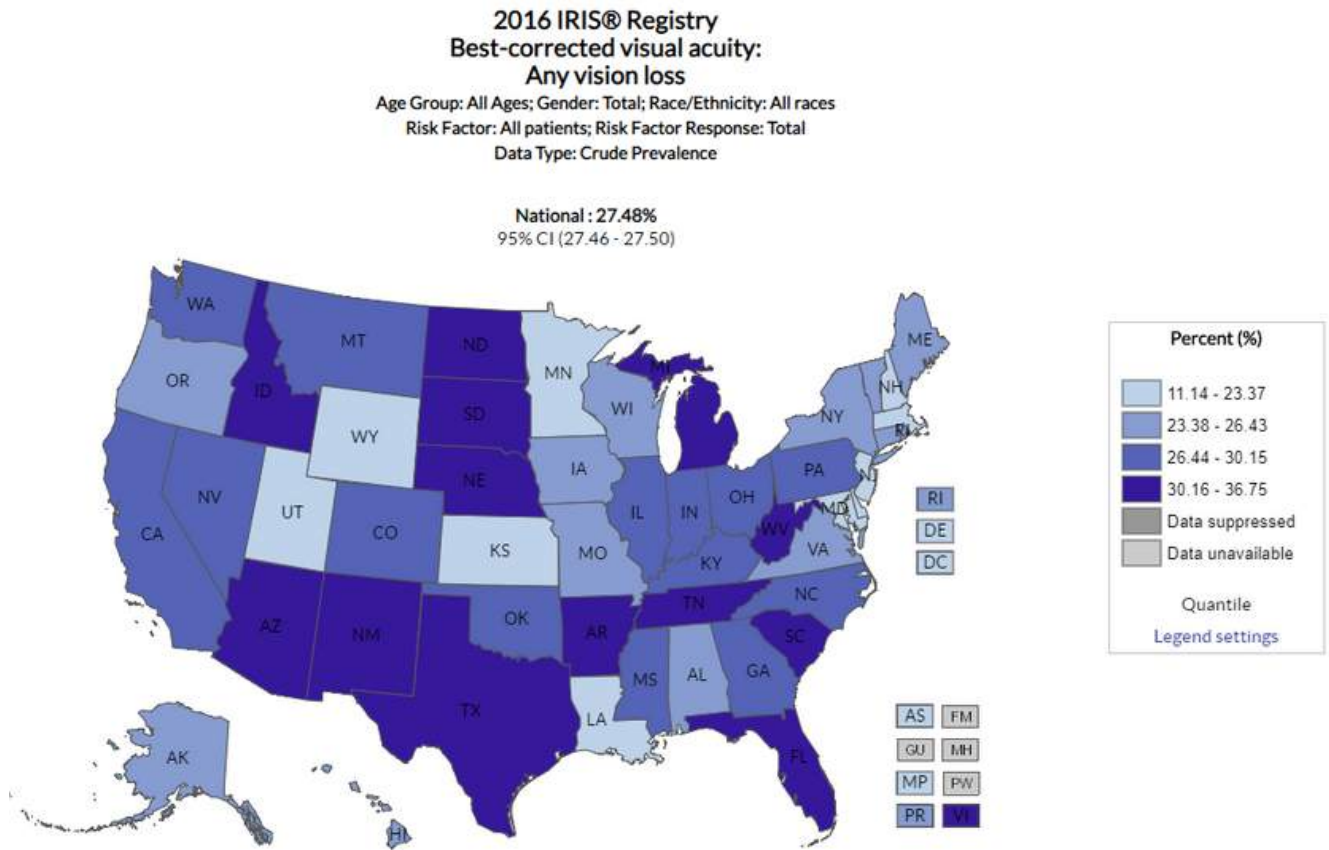 2016 IRIS® Registry
Best-corrected visual acuity:
Any vision loss
Age Group: All Ages; Gender: Total; Race/Ethnicity: All races
Risk Factor: All patients; Risk Factor Response: Total
Data Type: Crude Prevalence
National : 27.48%
95% CI (27.46 - 27.50)
WA
MT
ND
MN
ME
OR
ID
SD
WI
MI
NH
NY
WY
RI
NE
IA
PA
NV
UT
CO
IL
IN
OH
NJ
MD
CA
KS
MO
WV
VA
KY
AZ
NM
OK
AR
TN
NC
SC
TX
LA
MS
AL
GA
FL
AK
HI
RI
DE
DC
AS FM
GU MH
MP PW
PR VI
Percent (%)
11.14 - 23.37
23.38 - 26.43
26.44 - 30.15
30.16 - 36.75
Data suppressed
Data unavailable
Quantile
Legend settings